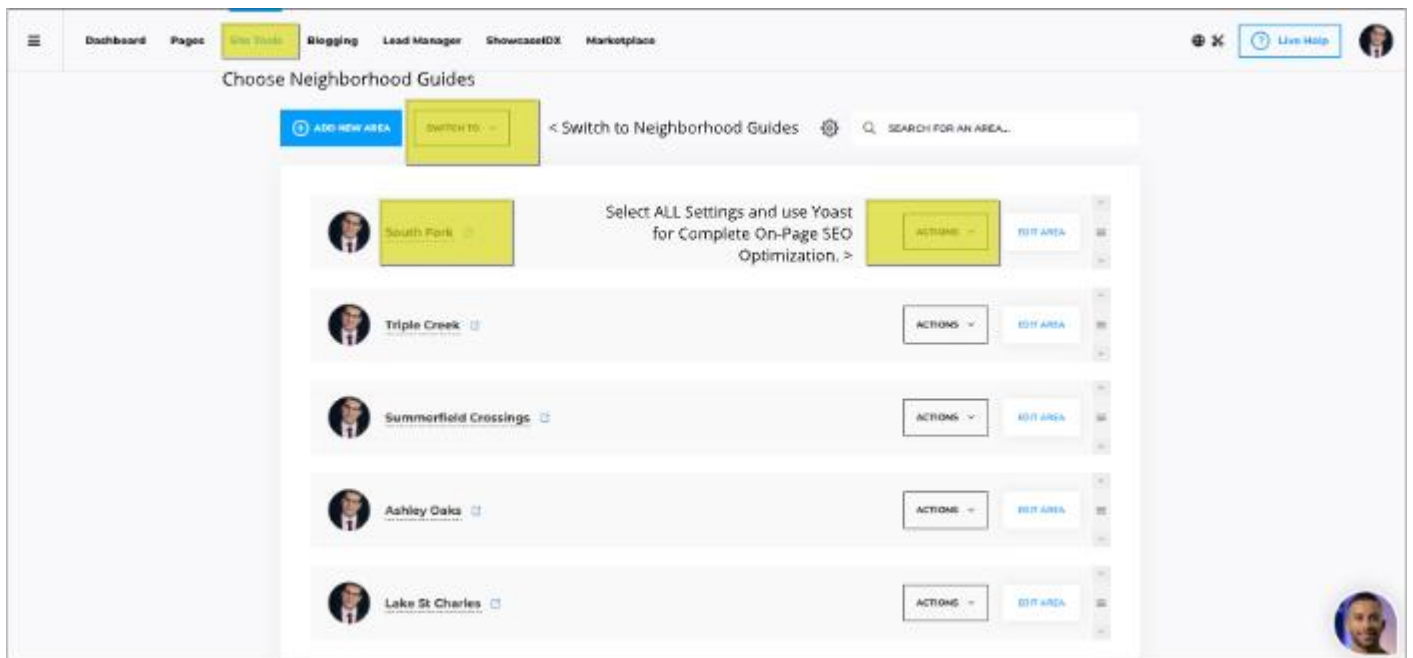 Dashboard Pages Site Tools Blogging Lead Manager ShowcaseIDX Marketplace Live Help
Choose Neighborhood Guides
ADD NEW AREA SWITCH TO < Switch to Neighborhood Guides SEARCH FOR AN AREA...
Select ALL Settings and use Yoast
South Fork for Complete On-Page SEO ACTIONS EDIT AREA
Optimization. >
Triple Creek ACTIONS EDIT AREA
Summerfield Crossings ACTIONS EDIT AREA
Ashley Oaks ACTIONS EDIT AREA
Lake St Charles ACTIONS EDIT AREA